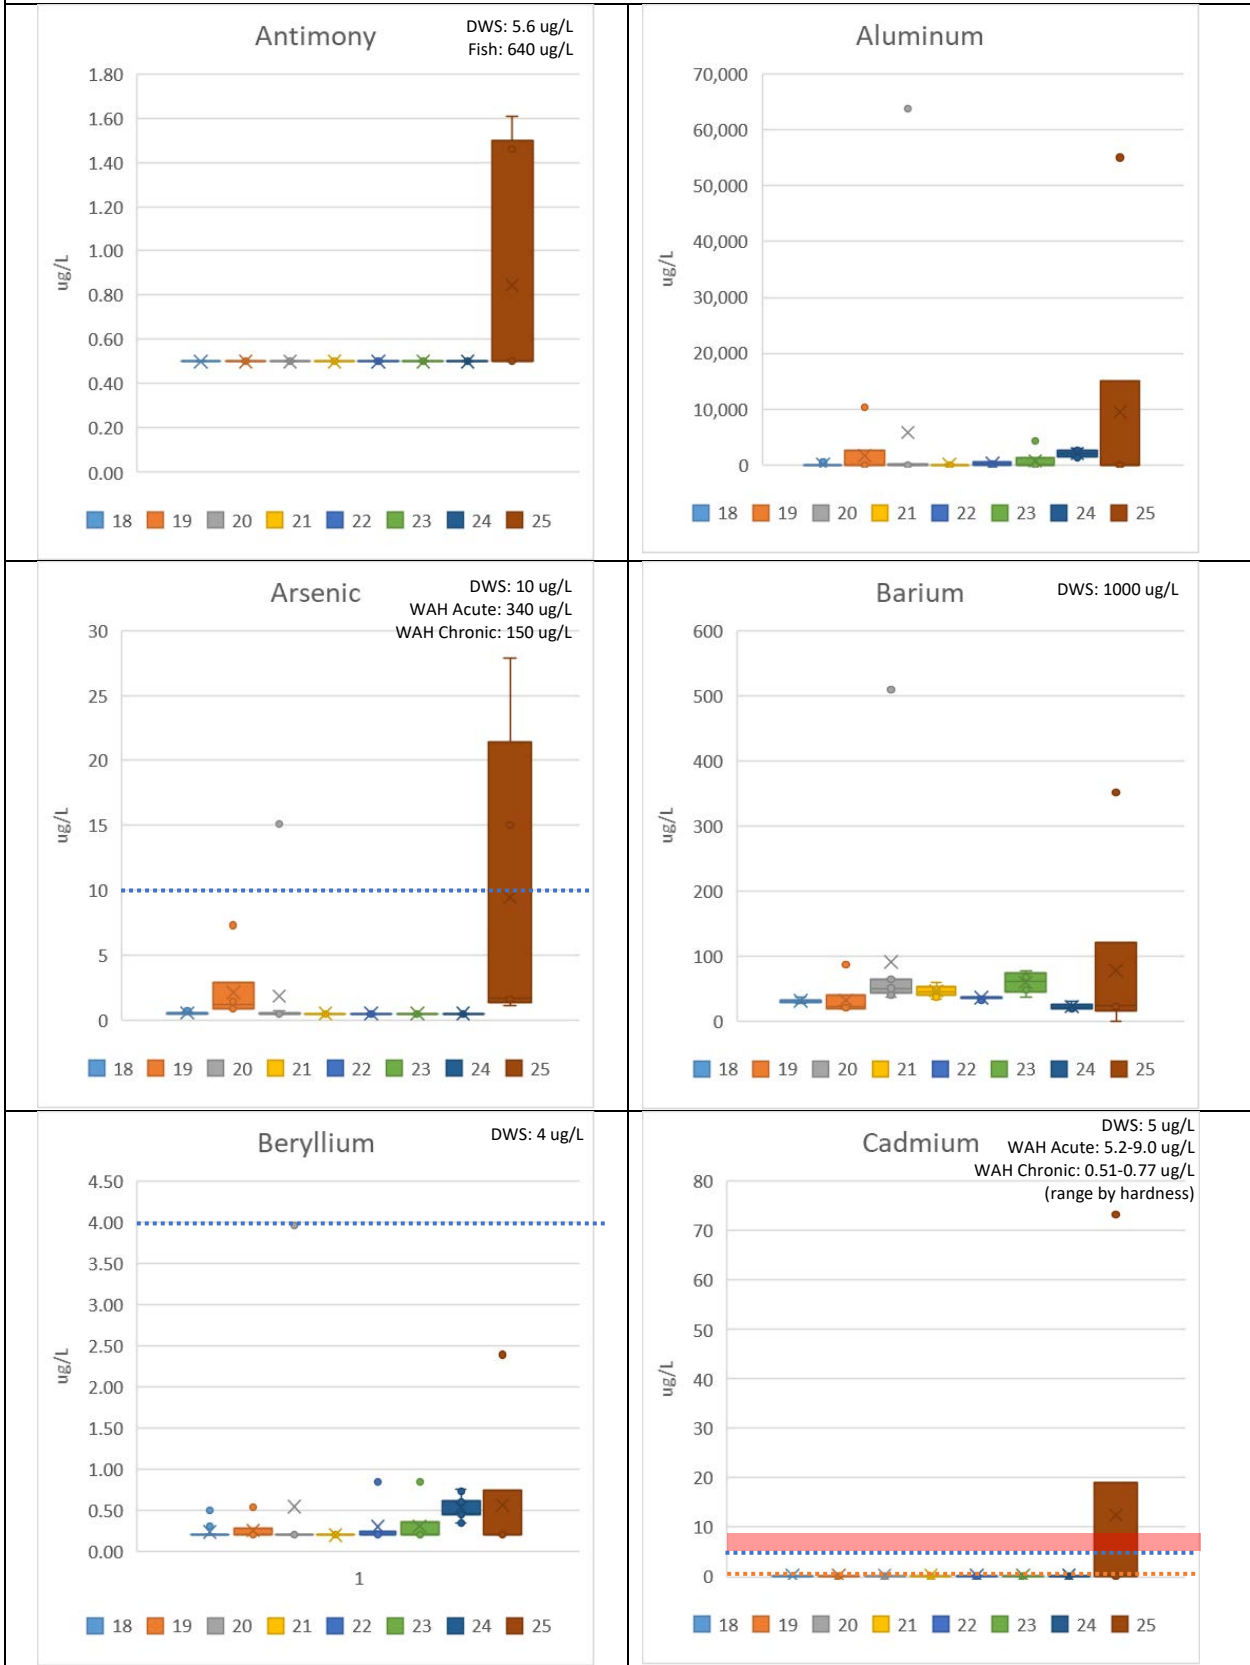 Antimony
DWS: 5.6 ug/L
Fish: 640 ug/L
1.80
1.60
1.40
1.20
1.00
0.80
0.60
0.40
0.20
0.00
ug/L
18 19 20 21 22 23 24 25
Aluminum
70,000
60,000
50,000
40,000
30,000
20,000
10,000
0
ug/L
18 19 20 21 22 23 24 25
Arsenic
DWS: 10 ug/L
WAH Acute: 340 ug/L
WAH Chronic: 150 ug/L
30
25
20
15
10
5
0
ug/L
18 19 20 21 22 23 24 25
Barium
DWS: 1000 ug/L
600
500
400
300
200
100
0
ug/L
18 19 20 21 22 23 24 25
Beryllium
DWS: 4 ug/L
4.50
4.00
3.50
3.00
2.50
2.00
1.50
1.00
0.50
0.00
ug/L
1
18 19 20 21 22 23 24 25
Cadmium
DWS: 5 ug/L
WAH Acute: 5.2-9.0 ug/L
WAH Chronic: 0.51-0.77 ug/L
(range by hardness)
80
70
60
50
40
30
20
10
0
ug/L
18 19 20 21 22 23 24 25